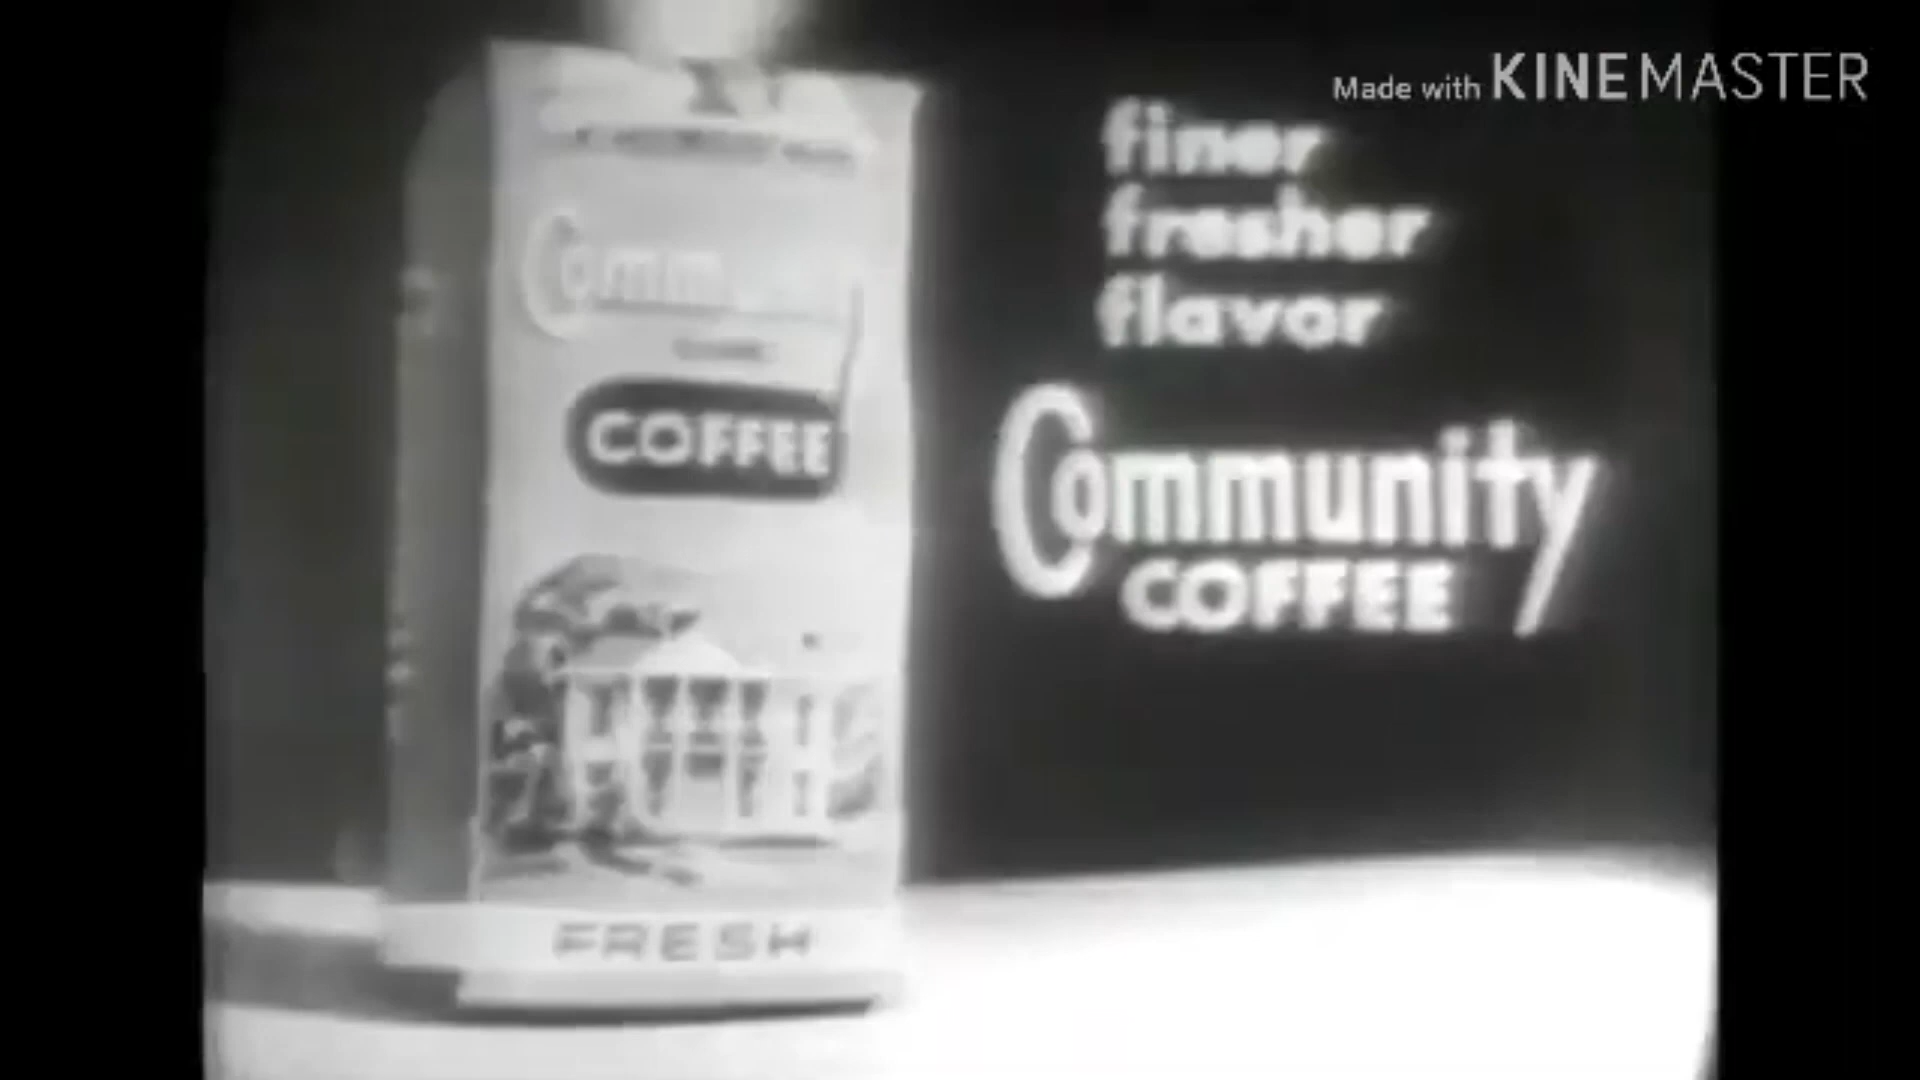 Made with KINEMASTER
finer
fresher
flavor
Community
COFFEE
COFFEE
FRESH